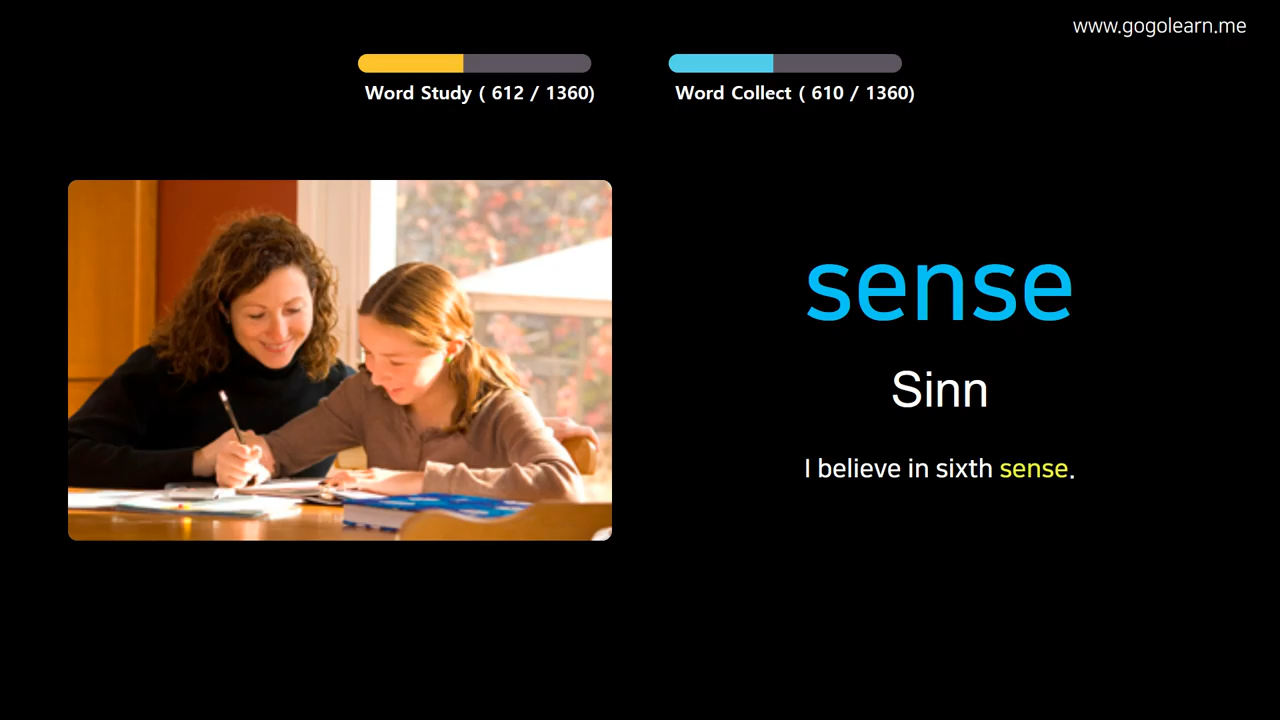 www.gogolearn.me
Word Study ( 612 / 1360)
Word Collect ( 610 / 1360)
sense
Sinn
I believe in sixth sense.